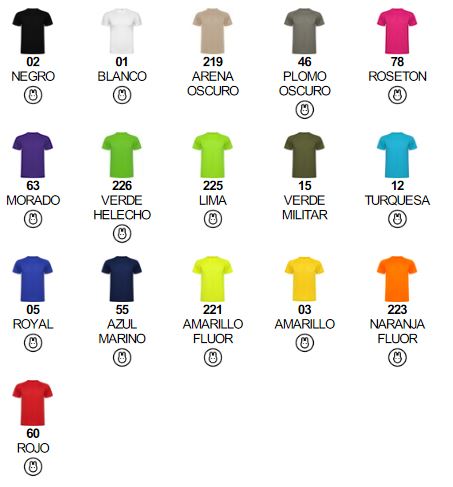 02 01 219 46 78
NEGRO BLANCO ARENA PLOMO ROSETON
OSCURO OSCURO
63 226 225 15 12
MORADO VERDE LIMA VERDE TURQUESA
HELECHO MILITAR
05 55 221 03 223
ROYAL AZUL AMARILLO AMARILLO NARANJA
MARINO FLUOR FLUOR
60
ROJO